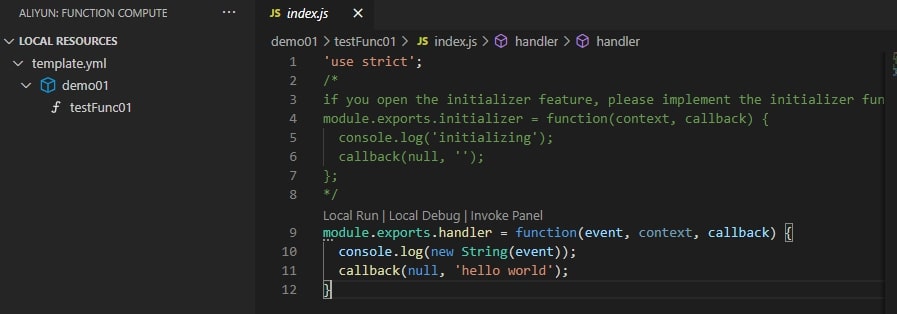 ALIYUN: FUNCTION COMPUTE
LOCAL RESOURCES
template.yml
demo01
testFunc01
JS index.js
demo01 > testFunc01 > JS index.js > handler > handler
1 'use strict';
2 /*
3 if you open the initializer feature, please implement the initializer fun
4 module.exports.initializer = function(context, callback) {
5 console.log('initializing');
6 callback(null, '');
7 };
8 */
Local Run | Local Debug | Invoke Panel
9 module.exports.handler = function(event, context, callback) {
10 console.log(new String(event));
11 callback(null, 'hello world');
12 }